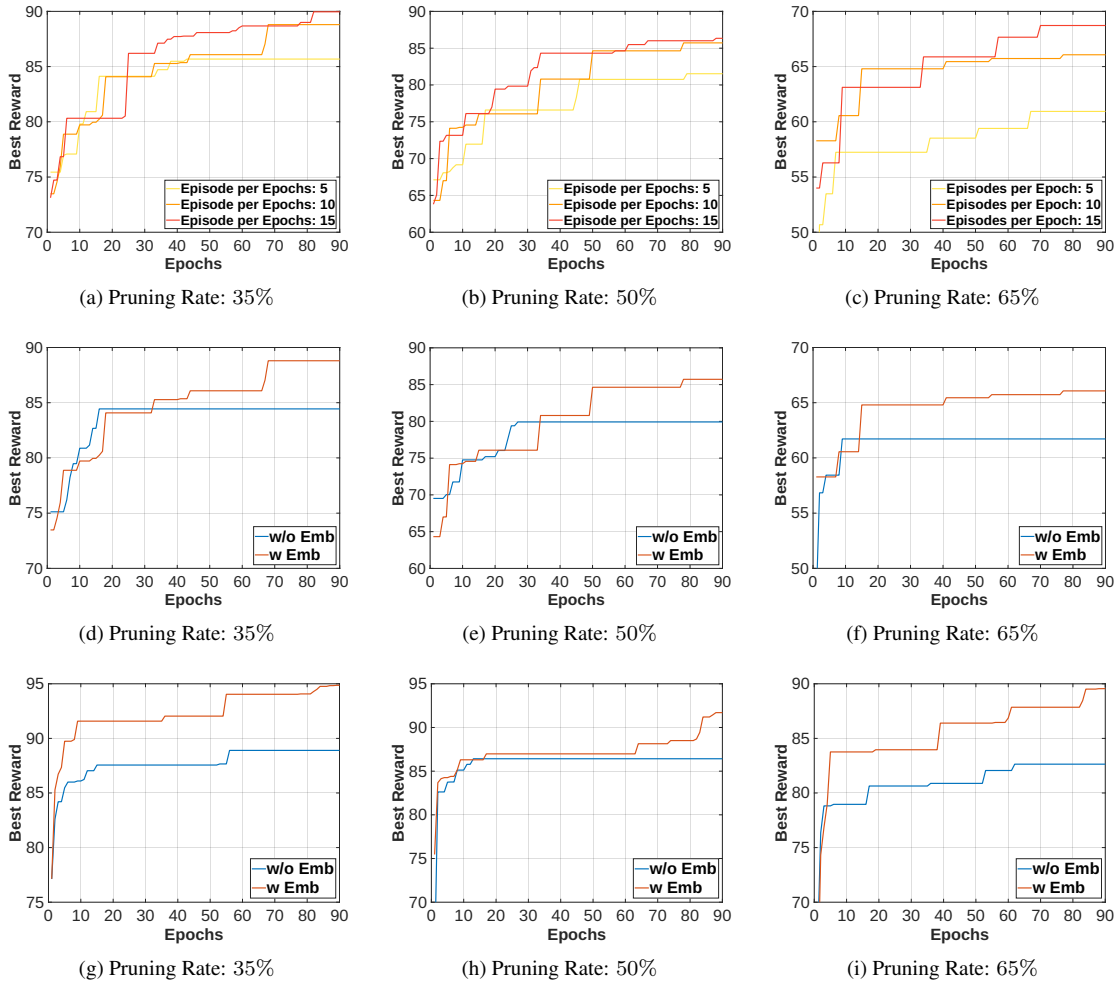 90
85
80
75
70
Best Reward
0 10 20 30 40 50 60 70 80 90
Epochs
Episode per Epochs: 5
Episode per Epochs: 10
Episode per Epochs: 15
(a) Pruning Rate: 35%
90
85
80
75
70
65
60
Best Reward
0 10 20 30 40 50 60 70 80 90
Epochs
Episode per Epochs: 5
Episode per Epochs: 10
Episode per Epochs: 15
(b) Pruning Rate: 50%
70
65
60
55
50
Best Reward
0 10 20 30 40 50 60 70 80 90
Epochs
Episodes per Epoch: 5
Episodes per Epoch: 10
Episodes per Epoch: 15
(c) Pruning Rate: 65%
90
85
80
75
70
Best Reward
0 10 20 30 40 50 60 70 80 90
Epochs
w/o Emb
w Emb
(d) Pruning Rate: 35%
90
85
80
75
70
65
60
Best Reward
0 10 20 30 40 50 60 70 80 90
Epochs
w/o Emb
w Emb
(e) Pruning Rate: 50%
70
65
60
55
50
Best Reward
0 10 20 30 40 50 60 70 80 90
Epochs
w/o Emb
w Emb
(f) Pruning Rate: 65%
95
90
85
80
75
Best Reward
0 10 20 30 40 50 60 70 80 90
Epochs
w/o Emb
w Emb
(g) Pruning Rate: 35%
95
90
85
80
75
70
Best Reward
0 10 20 30 40 50 60 70 80 90
Epochs
w/o Emb
w Emb
(h) Pruning Rate: 50%
90
85
80
75
70
Best Reward
0 10 20 30 40 50 60 70 80 90
Epochs
w/o Emb
w Emb
(i) Pruning Rate: 65%